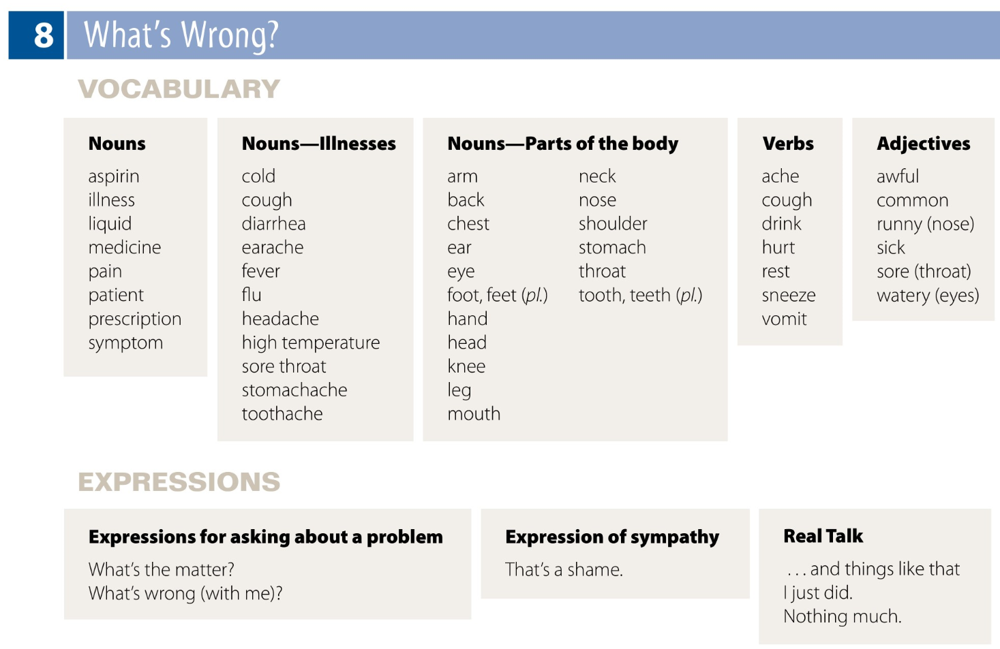 8 What's Wrong?
VOCABULARY
Nouns
aspirin
illness
liquid
medicine
pain
patient
prescription
symptom
Nouns—Illnesses
cold
cough
diarrhea
earache
fever
flu
headache
high temperature
sore throat
stomachache
toothache
Nouns—Parts of the body
arm
back
chest
ear
eye
foot, feet (pl.)
hand
head
knee
leg
mouth
neck
nose
shoulder
stomach
throat
tooth, teeth (pl.)
Verbs
ache
cough
drink
hurt
rest
sneeze
vomit
Adjectives
awful
common
runny (nose)
sick
sore (throat)
watery (eyes)
EXPRESSIONS
Expressions for asking about a problem
What's the matter?
What's wrong (with me)?
Expression of sympathy
That's a shame.
Real Talk
. . . and things like that
I just did.
Nothing much.